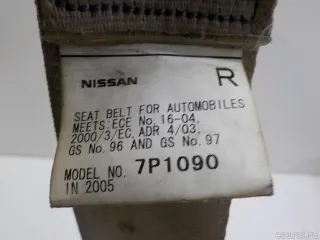 NISSAN R
SEAT BELT FOR AUTOMOBILES
MEETS:ECE No.16-04.
2000/3/EC, ADR 4/03,
GS No.96 AND GS No.97
MODEL NO. 7P1090
IN 2005